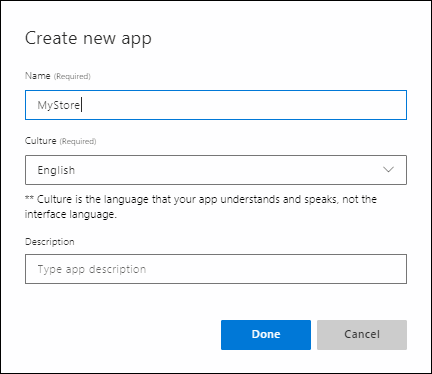 Create new app
Name (Required)
MyStore
Culture (Required)
English
** Culture is the language that your app understands and speaks, not the
interface language.
Description
Type app description
Done
Cancel